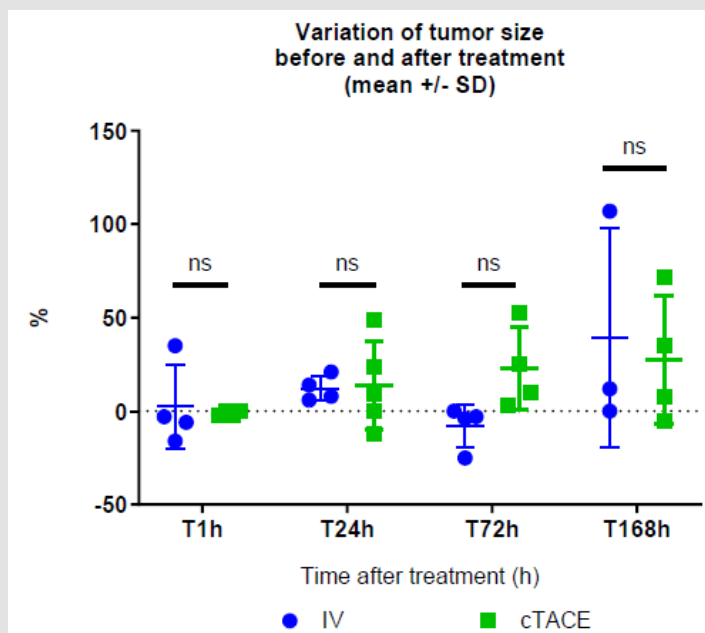 Variation of tumor size
before and after treatment
(mean +/- SD)
150
100
50
0
-50
%
ns
ns
ns
ns
T1h
T24h
T72h
T168h
Time after treatment (h)
IV
cTACE